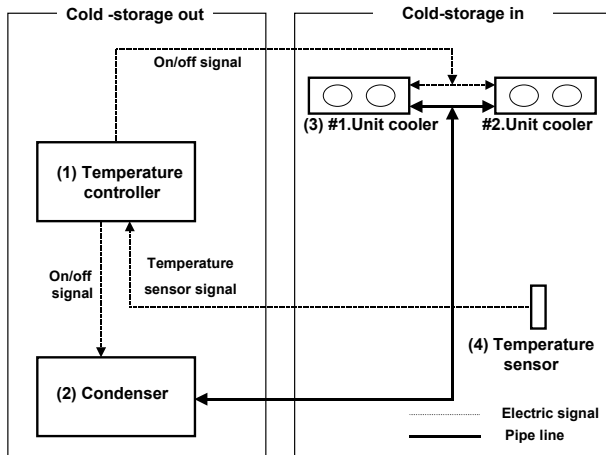 Cold -storage out
Cold-storage in
On/off signal
(3) #1.Unit cooler
#2.Unit cooler
(1) Temperature
controller
On/off
signal
Temperature
sensor signal
(4) Temperature
sensor
(2) Condenser
Electric signal
Pipe line